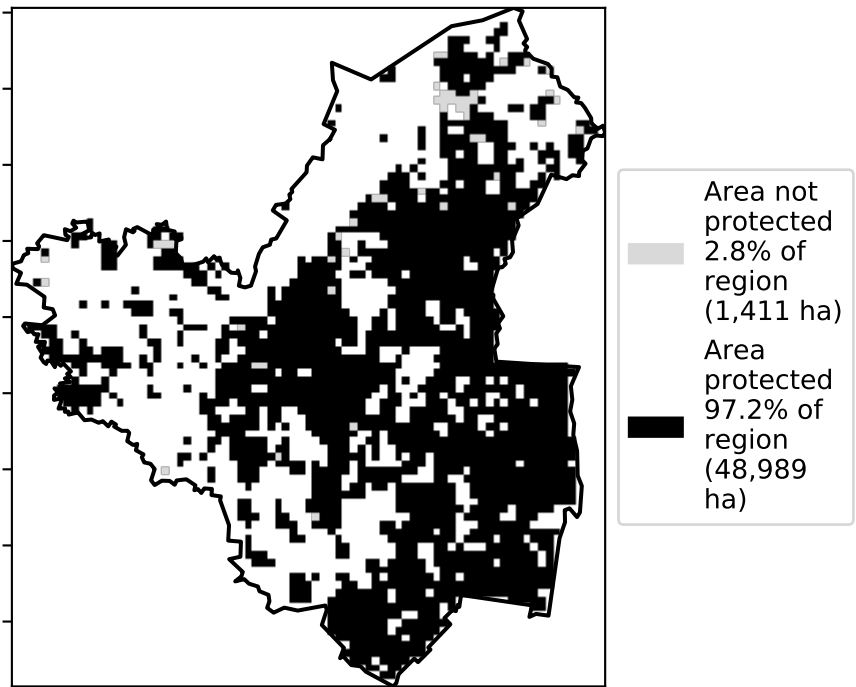 Area not
protected
2.8% of
region
(1,411 ha)
Area
protected
97.2% of
region
(48,989
ha)